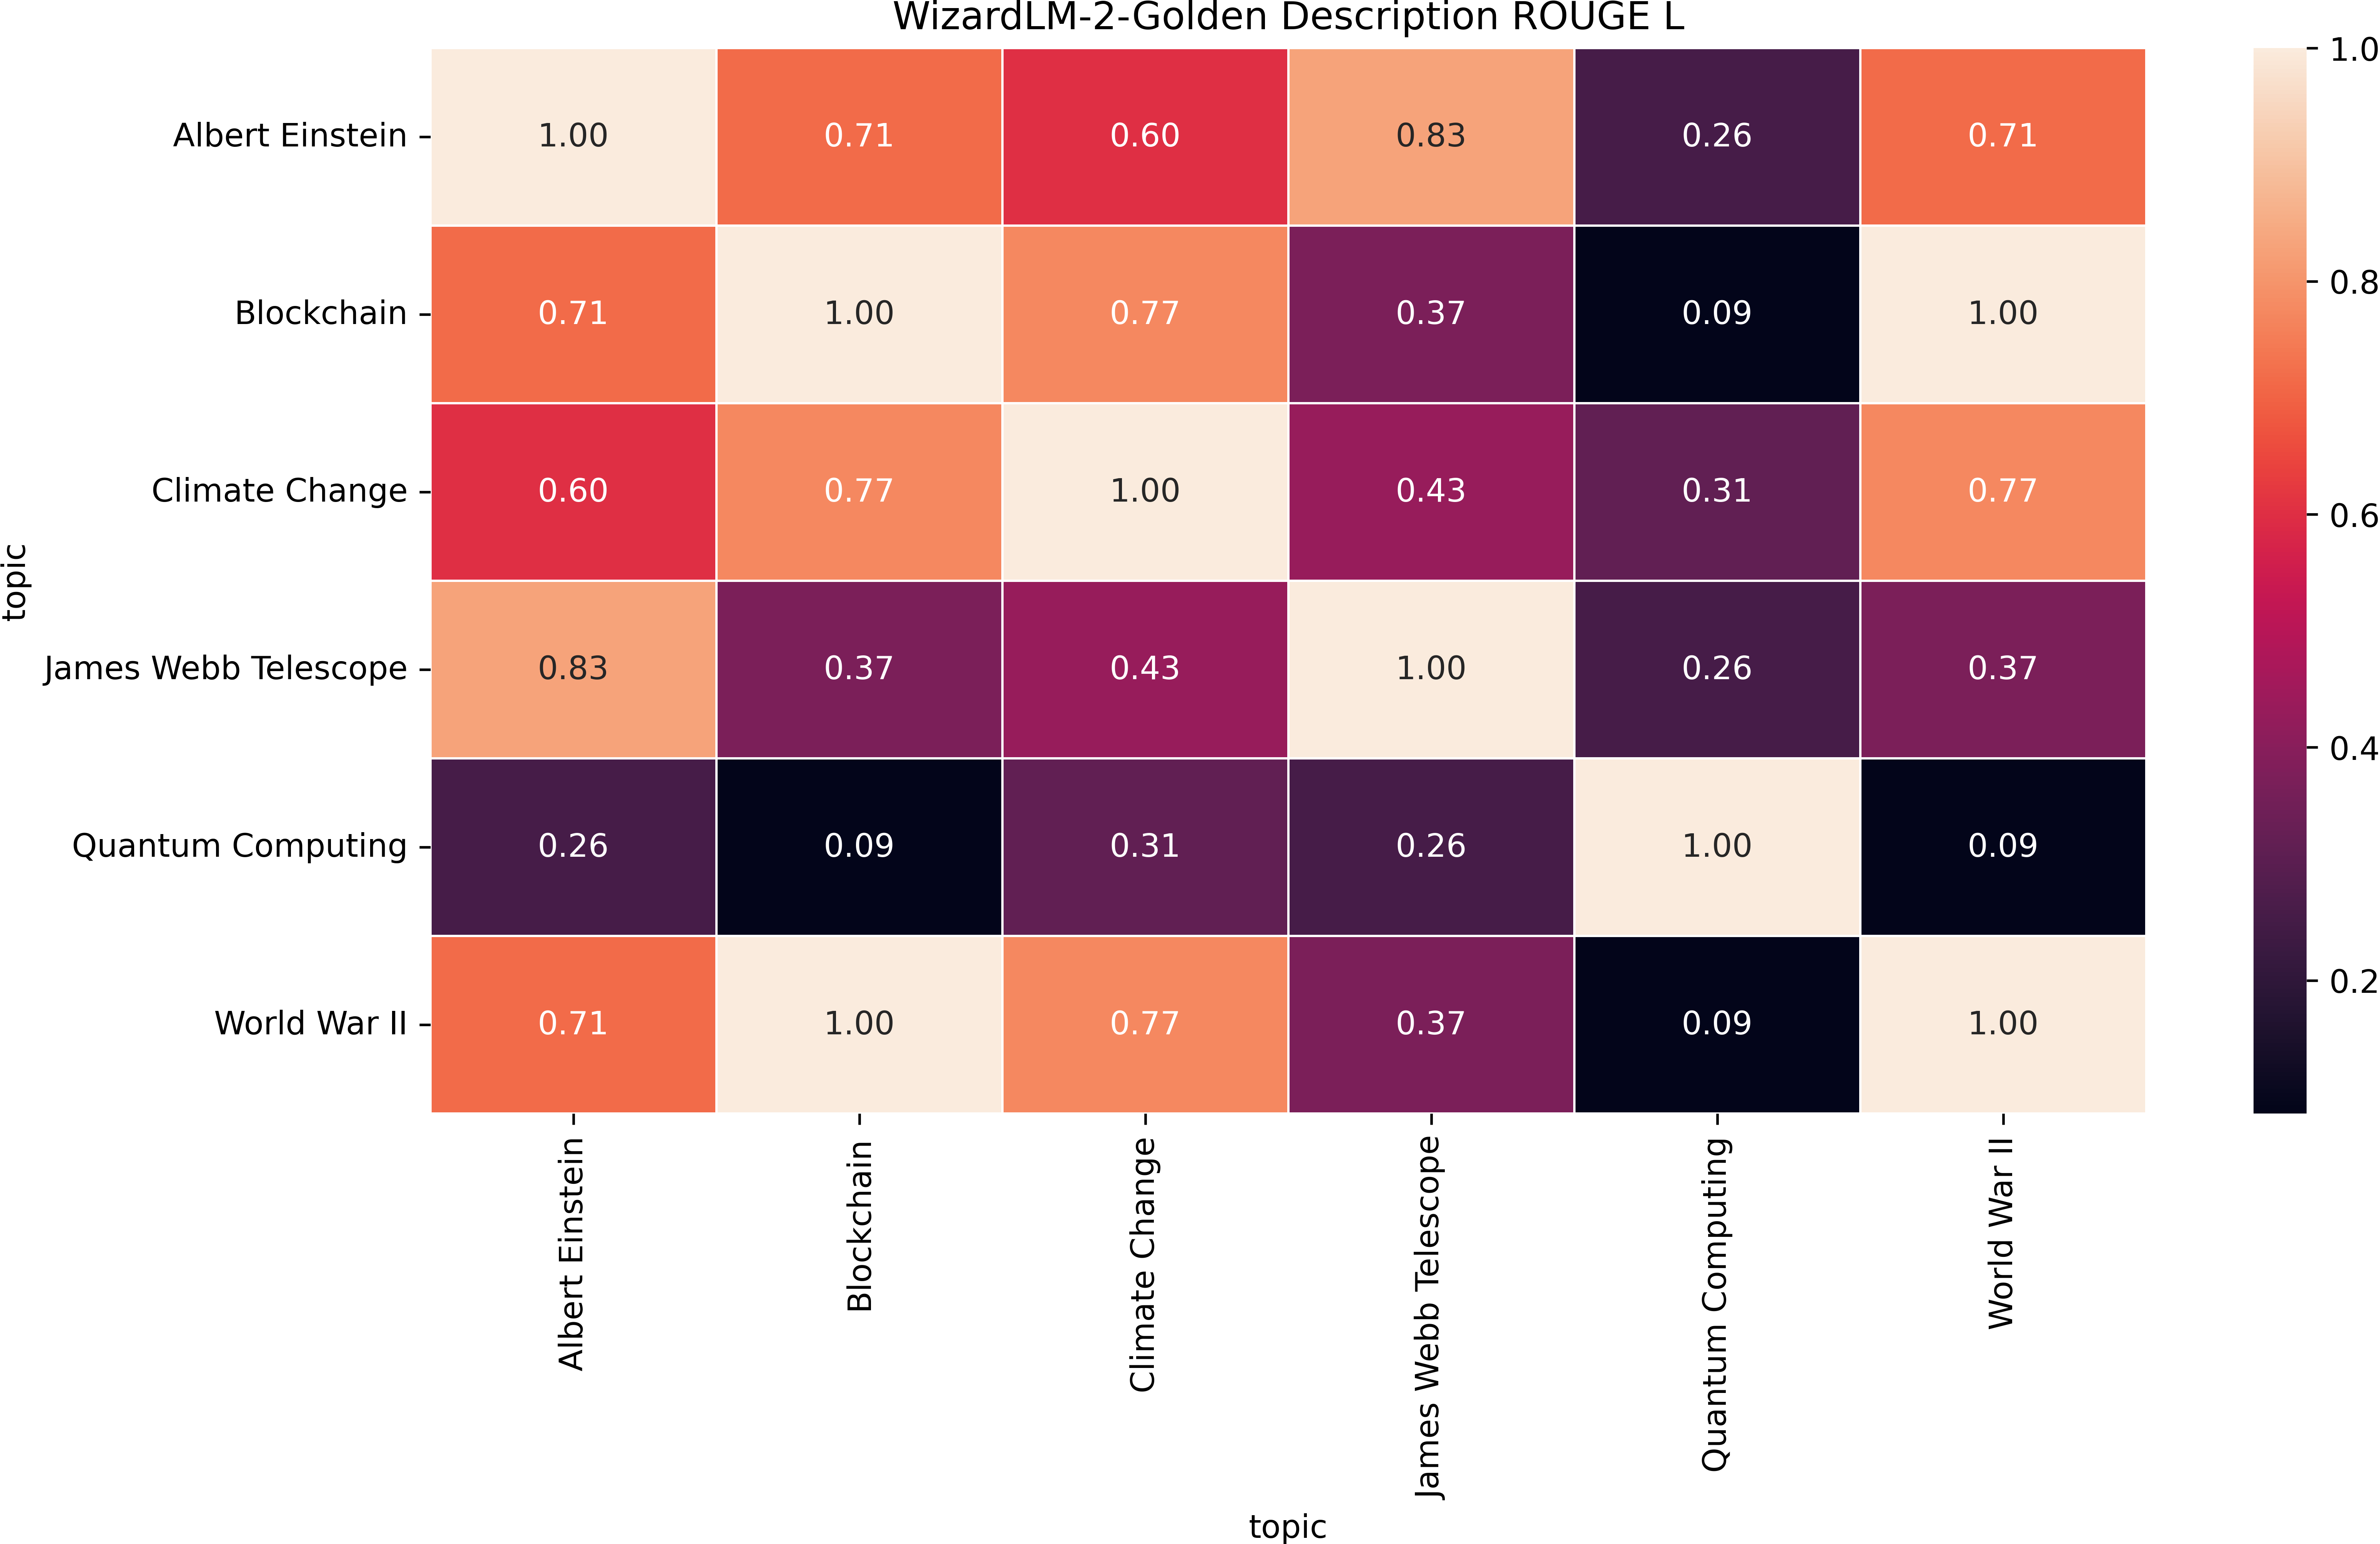 WizardLM-2-Golden Description ROUGE L
Albert Einstein 1.00 0.71 0.60 0.83 0.26 0.71
Blockchain 0.71 1.00 0.77 0.37 0.09 1.00
Climate Change 0.60 0.77 1.00 0.43 0.31 0.77
James Webb Telescope 0.83 0.37 0.43 1.00 0.26 0.37
Quantum Computing 0.26 0.09 0.31 0.26 1.00 0.09
World War II 0.71 1.00 0.77 0.37 0.09 1.00
topic
Albert Einstein
Blockchain
Climate Change
James Webb Telescope
Quantum Computing
World War II
topic
1.0
0.8
0.6
0.4
0.2